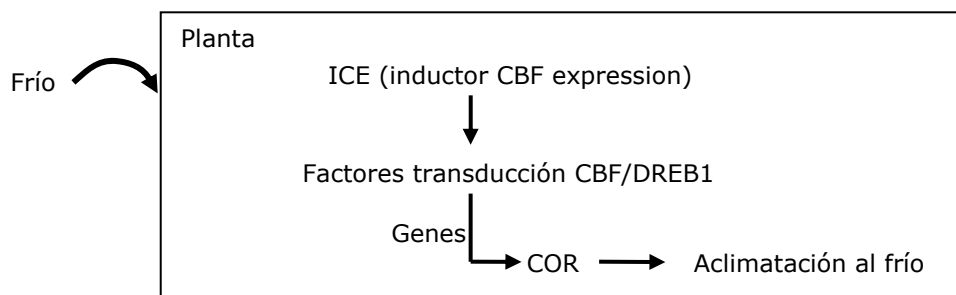 Planta
Frío
ICE (inductor CBF expression)
Factores transducción CBF/DREB1
Genes
COR
Aclimatación al frío